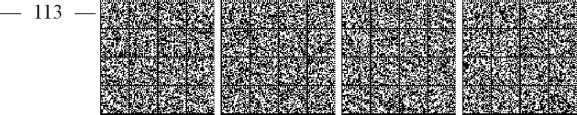 — 113 —